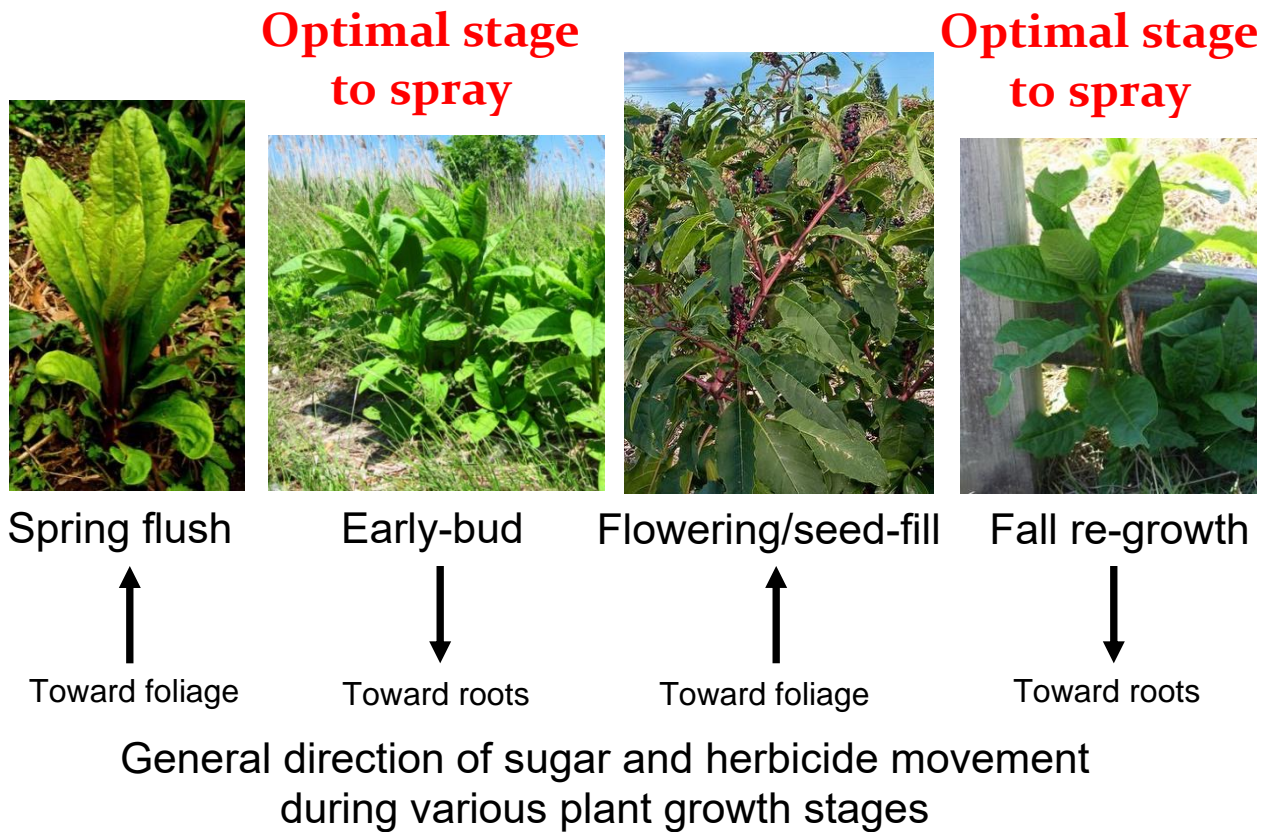 Optimal stage
to spray
Optimal stage
to spray
Spring flush
Early-bud
Flowering/seed-fill
Fall re-growth
Toward foliage
Toward roots
Toward foliage
Toward roots
General direction of sugar and herbicide movement
during various plant growth stages